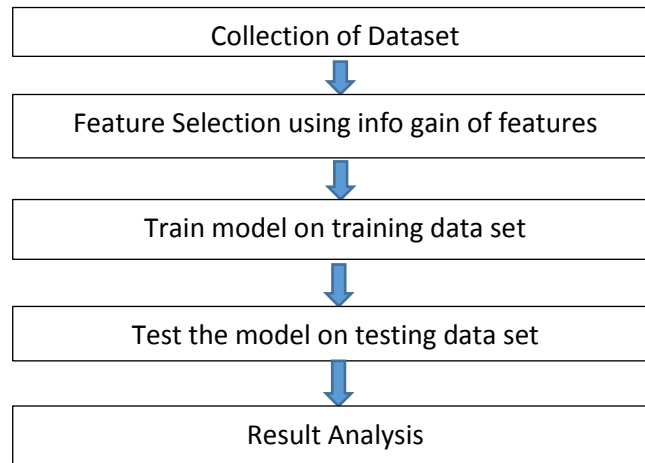 Collection of Dataset
Feature Selection using info gain of features
Train model on training data set
Test the model on testing data set
Result Analysis